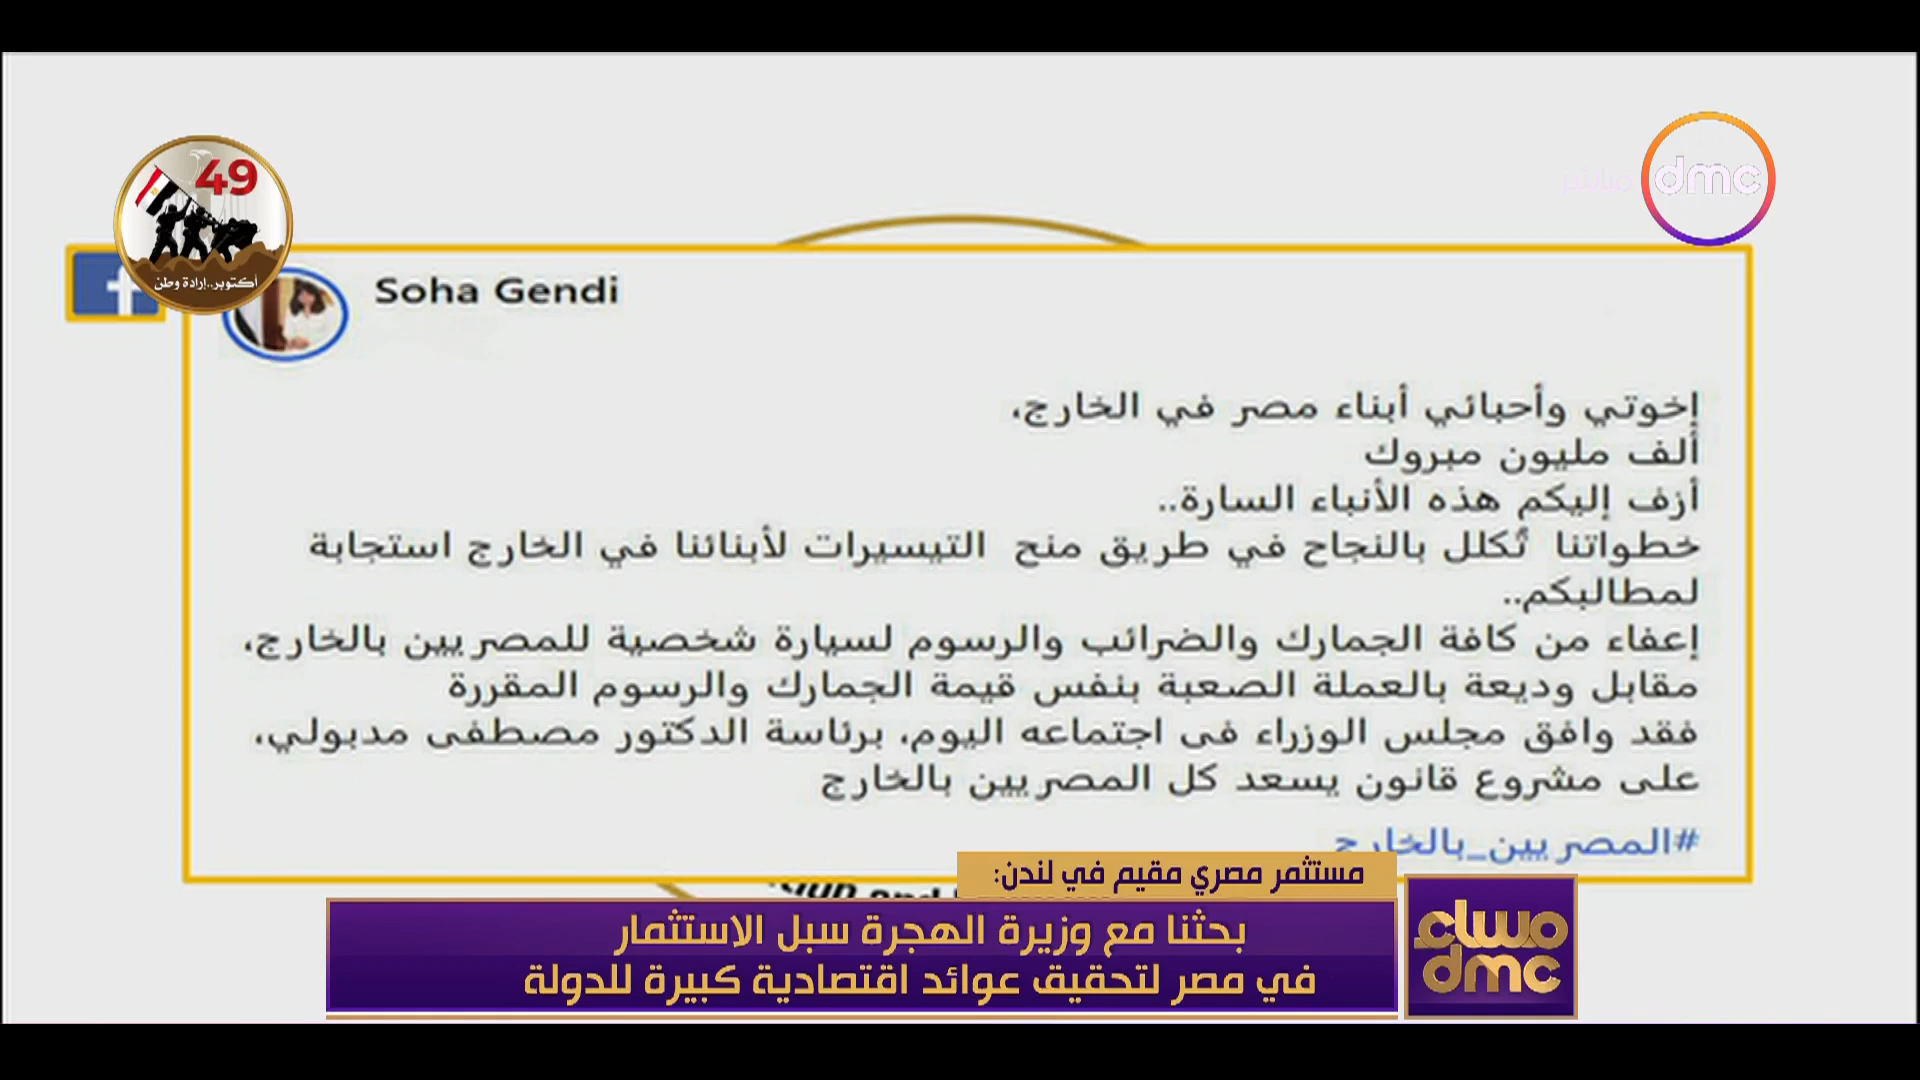 49
أكتوبر..إرادة وطن
dmc
مباشر
Soha Gendi
إخوتي وأحبائي أبناء مصر في الخارج،
ألف مليون مبروك
أزف إليكم هذه الأنباء السارة..
خطواتنا تُكلل بالنجاح في طريق منح التيسيرات لأبنائنا في الخارج استجابة
لمطالبكم..
إعفاء من كافة الجمارك والضرائب والرسوم لسيارة شخصية للمصريين بالخارج،
مقابل وديعة بالعملة الصعبة بنفس قيمة الجمارك والرسوم المقررة
فقد وافق مجلس الوزراء فى اجتماعه اليوم، برئاسة الدكتور مصطفى مدبولي،
على مشروع قانون يسعد كل المصريين بالخارج
#المصريين_بالخارج
مستثمر مصري مقيم في لندن:
بحثنا مع وزيرة الهجرة سبل الاستثمار
في مصر لتحقيق عوائد اقتصادية كبيرة للدولة
مساء
dmc